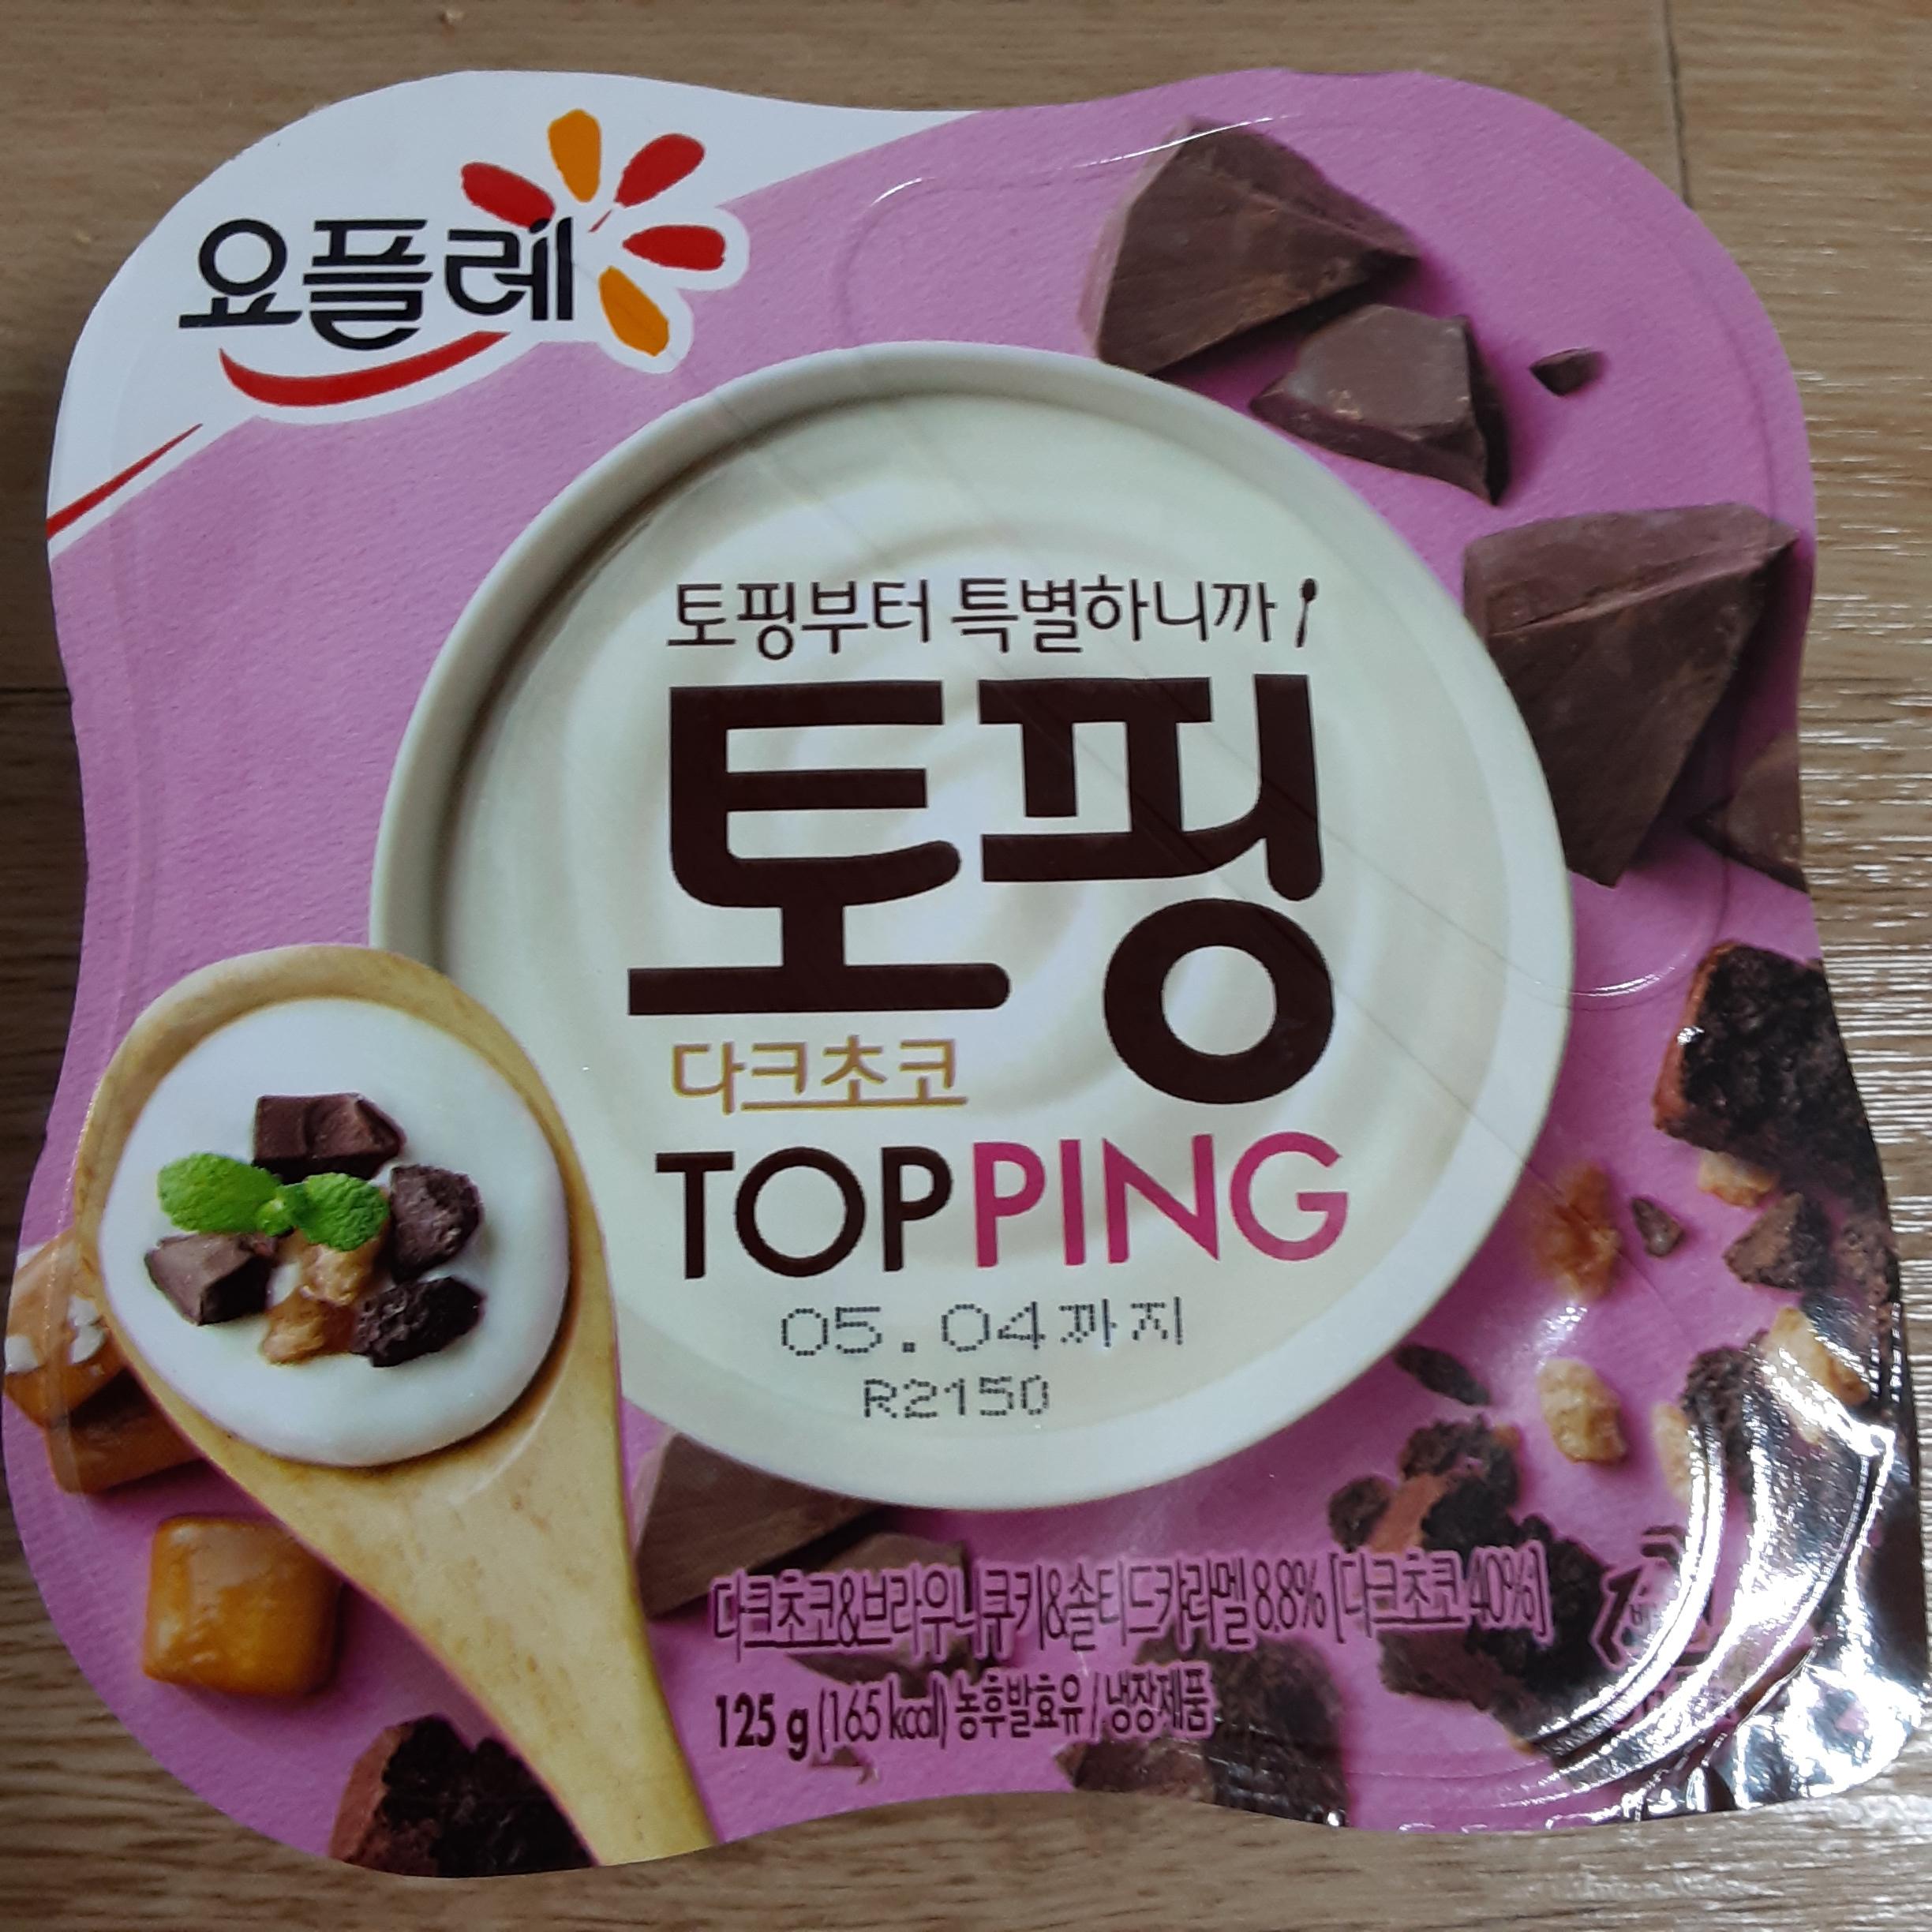 요플레
토핑부터 특별하니까
토핑
다크초코
TOPPING
05.04까지
R2150
다크초코&브라우니쿠키&솔티드카라멜 8.8% [다크초코 40%]
125 g (165 kcal) 농후발효유 / 냉장제품